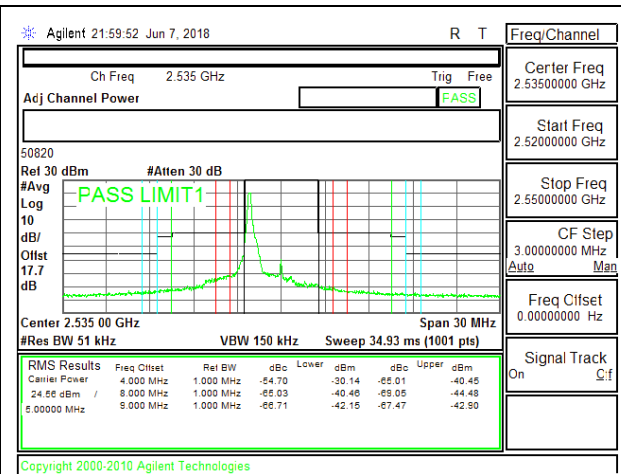 Agilent 21:59:52 Jun 7, 2018 R T
Freq/Channel
Ch Freq 2.535 GHz Trig Free
Adj Channel Power PASS
Center Freq
2.53500000 GHz
Start Freq
2.52000000 GHz
Stop Freq
2.55000000 GHz
CF Step
3.00000000 MHz
Auto Man
Freq Offset
0.00000000 Hz
Signal Track
On Off
50820
Ref 30 dBm #Atten 30 dB
#Avg
Log
10
dB/
Offst
17.7
dB
PASS LIMIT1
Center 2.535 00 GHz Span 30 MHz
#Res BW 51 kHz VBW 150 kHz Sweep 34.93 ms (1001 pts)
RMS Results Freq Offset Ref BW dBc Lower dBm dBc Upper dBm
Carrier Power 4.000 MHz 1.000 MHz -54.70 -30.14 -65.01 -40.45
24.56 dBm / 8.000 MHz 1.000 MHz -65.03 -40.46 -69.05 -44.48
5.00000 MHz 9.000 MHz 1.000 MHz -66.71 -42.15 -67.47 -42.90
Copyright 2000-2010 Agilent Technologies